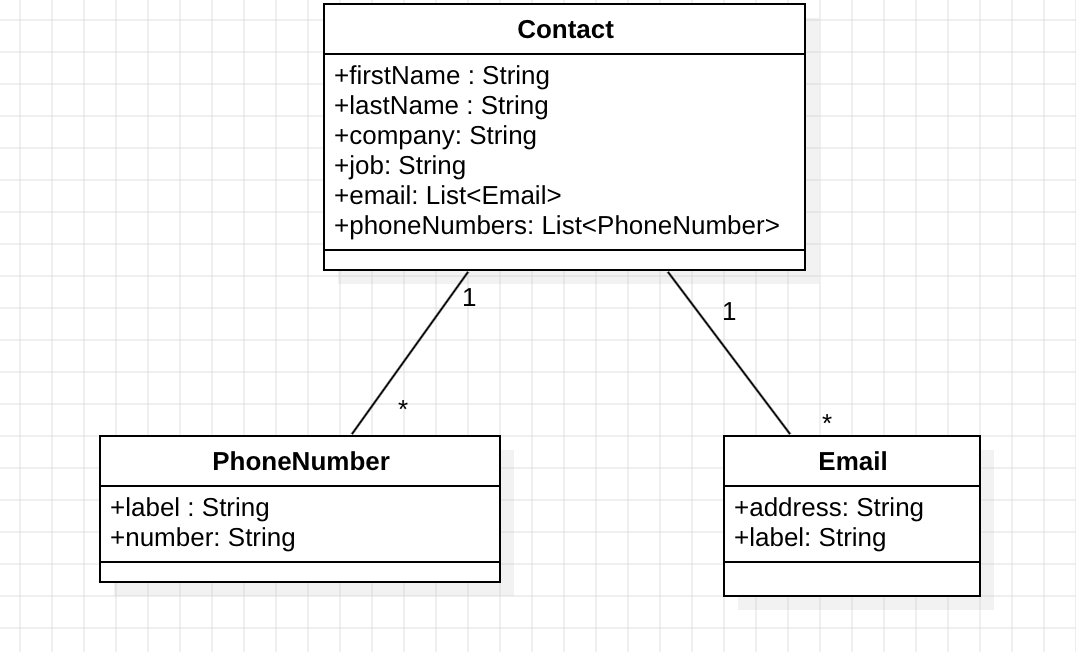 Contact
+firstName : String
+lastName : String
+company: String
+job: String
+email: List<Email>
+phoneNumbers: List<PhoneNumber>
1
1
*
*
PhoneNumber
+label : String
+number: String
Email
+address: String
+label: String